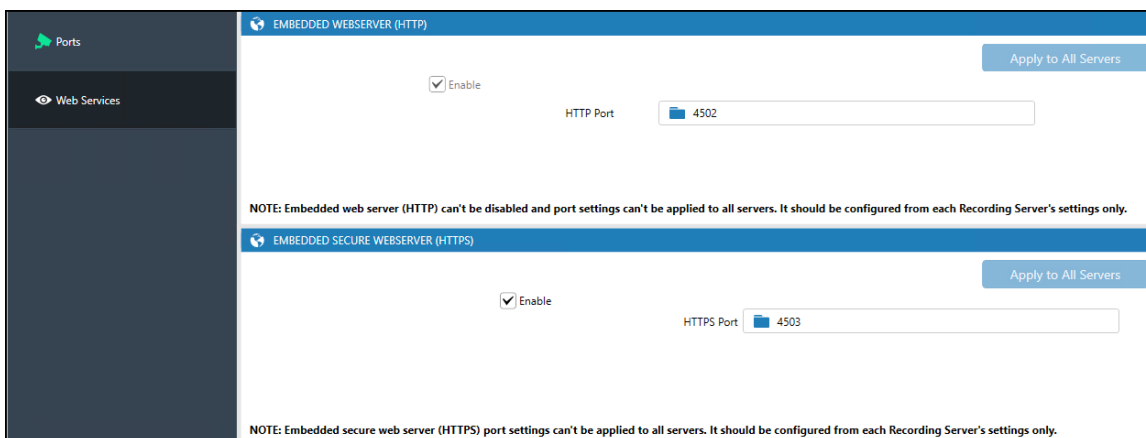 EMBEDDED WEBSERVER (HTTP)
Ports
Apply to All Servers
Enable
Web Services
HTTP Port 4502
NOTE: Embedded web server (HTTP) can't be disabled and port settings can't be applied to all servers. It should be configured from each Recording Server's settings only.
EMBEDDED SECURE WEBSERVER (HTTPS)
Apply to All Servers
Enable
HTTPS Port 4503
NOTE: Embedded secure web server (HTTPS) port settings can't be applied to all servers. It should be configured from each Recording Server's settings only.